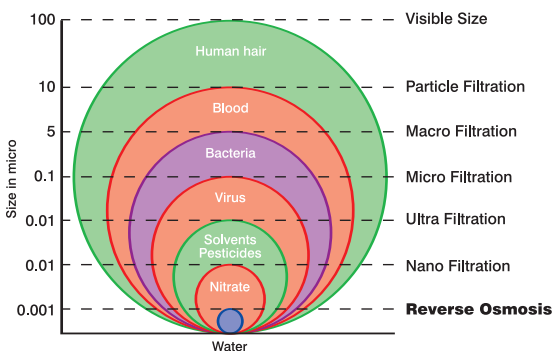 100
Visible Size
Human hair
10
Particle Filtration
Blood
5
Macro Filtration
Bacteria
0.1
Micro Filtration
Virus
0.01
Ultra Filtration
Solvents
Pesticides
0.01
Nano Filtration
Nitrate
0.001
Reverse Osmosis
Water
Size in micro